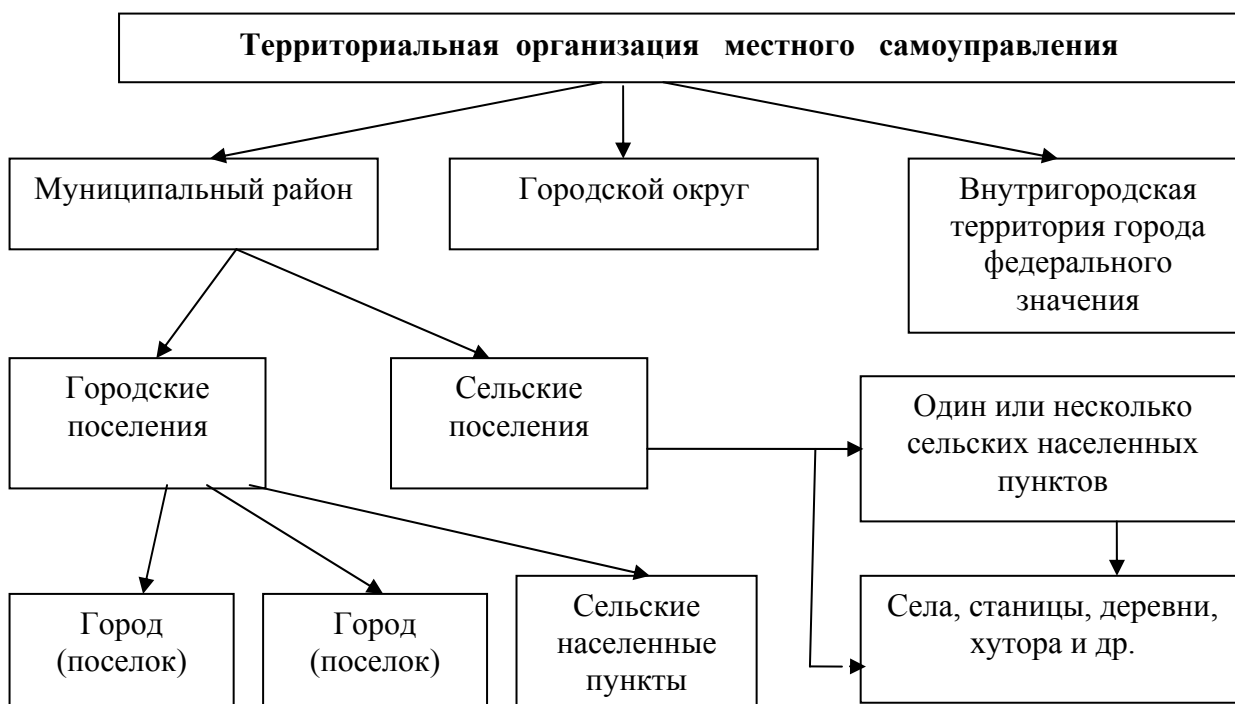 Территориальная организация местного самоуправления
Муниципальный район
Городской округ
Внутригородская
территория города
федерального
значения
Городские
поселения
Сельские
поселения
Один или несколько
сельских населенных
пунктов
Город
(поселок)
Город
(поселок)
Сельские
населенные
пункты
Села, станицы, деревни,
хутора и др.